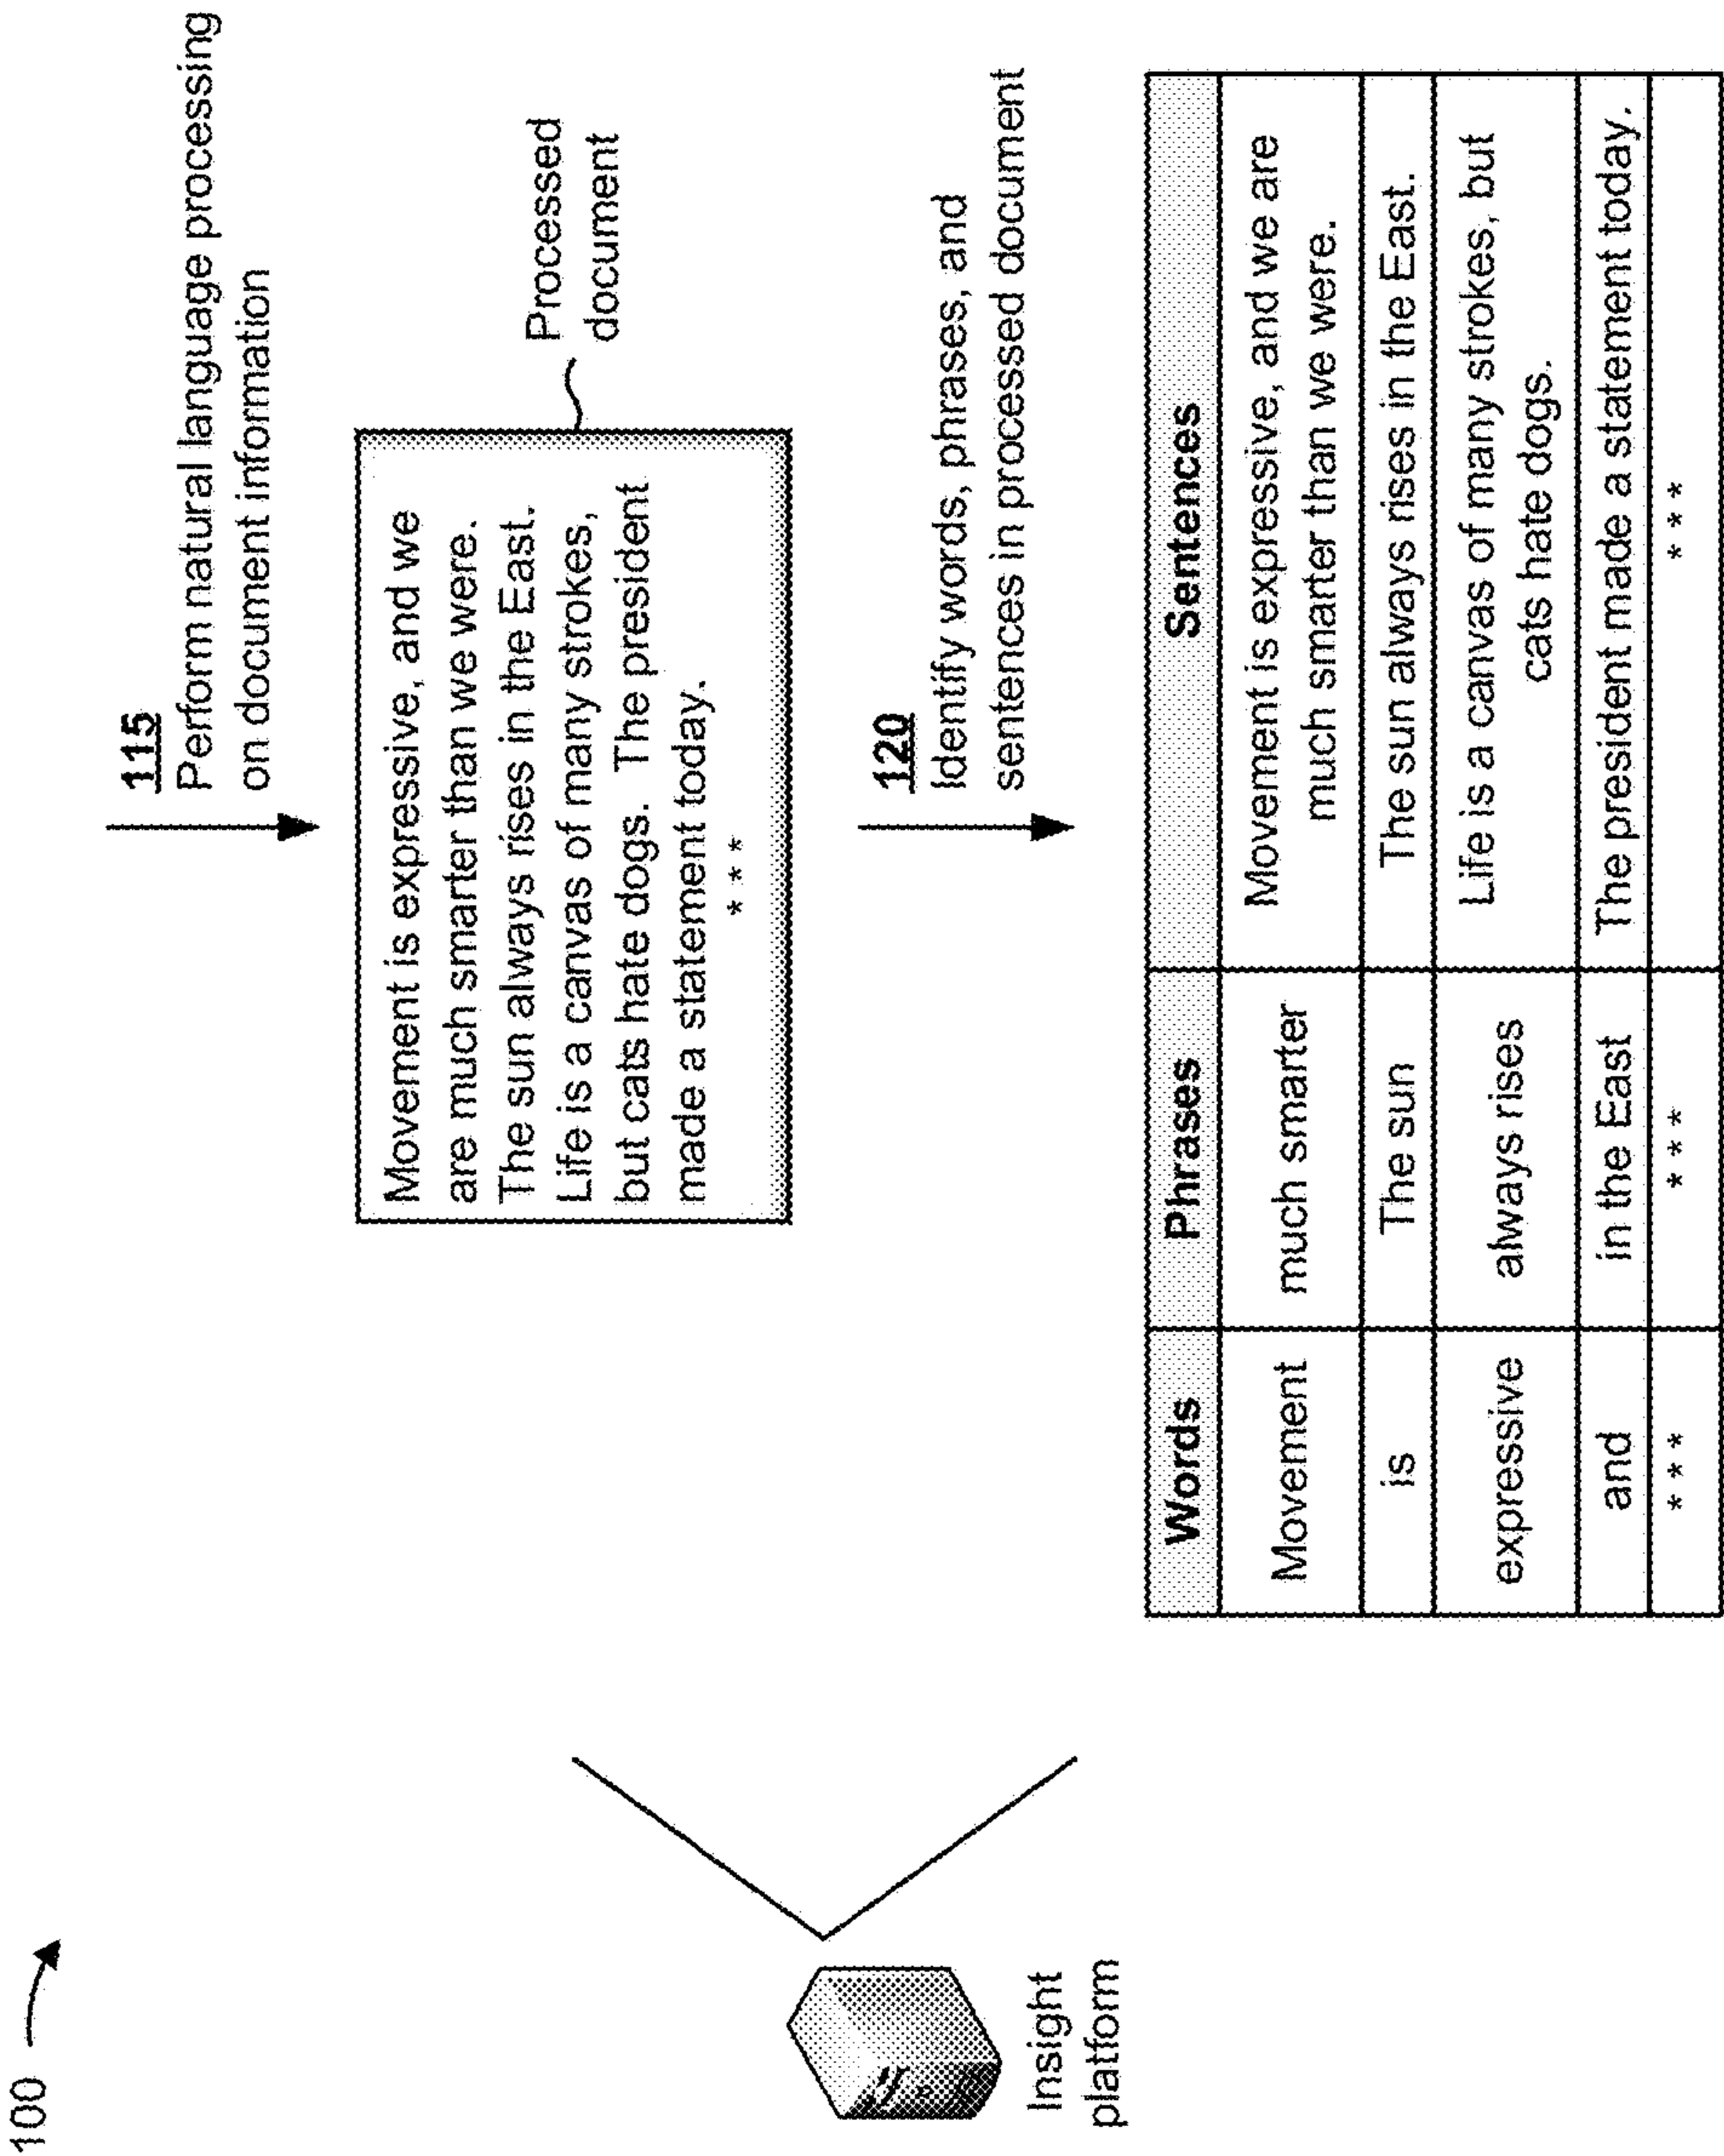 100
115
Perform natural language processing
on document information
Movement is expressive, and we
are much smarter than we were.
The sun always rises in the East.
Life is a canvas of many strokes,
but cats hate dogs. The president
made a statement today.
* * *
Processed
document
120
Identify words, phrases, and
sentences in processed document
Insight
platform
Words Phrases Sentences
Movement much smarter Movement is expressive, and we are
much smarter than we were.
is The sun The sun always rises in the East.
expressive always rises Life is a canvas of many strokes, but
cats hate dogs.
and in the East The president made a statement today.
* * * * * * * * *